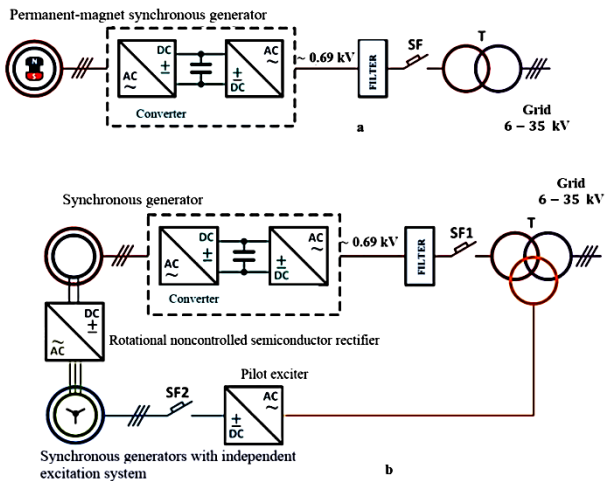 Permanent-magnet synchronous generator
N
S
DC
AC
AC
DC
Converter
~ 0.69 kV
FILTER
SF
T
Grid
6 – 35 kV
a
Synchronous generator
DC
AC
AC
DC
Converter
~ 0.69 kV
FILTER
SF1
T
Grid
6 – 35 kV
DC
AC
Rotational noncontrolled semiconductor rectifier
Pilot exciter
SF2
AC
DC
Synchronous generators with independent
excitation system
b